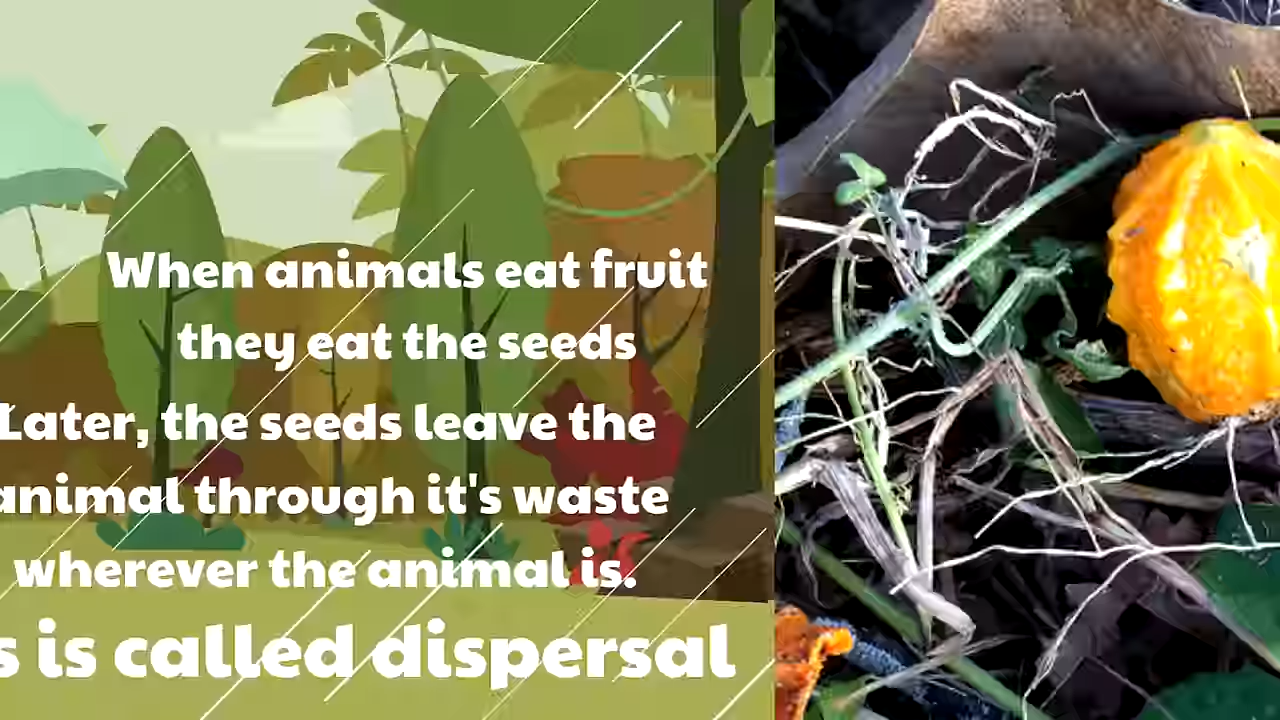 When animals eat fruit
they eat the seeds
Later, the seeds leave the
animal through it's waste
wherever the animal is.
s is called dispersal